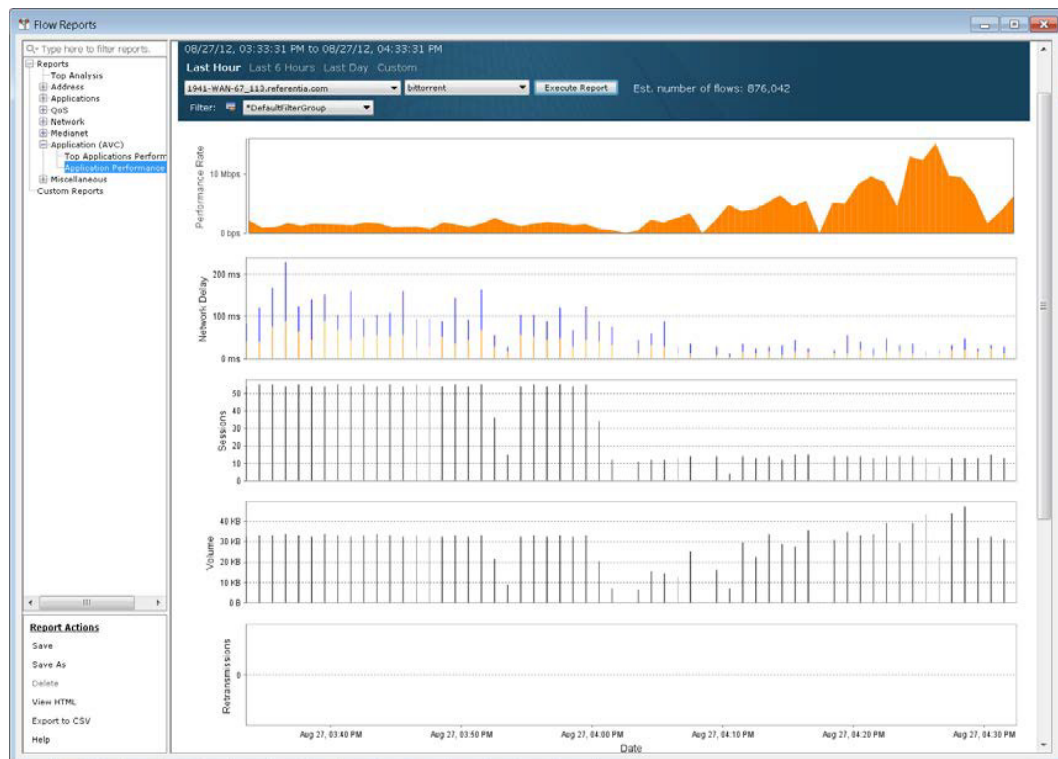 Flow Reports
Type here to filter reports.
Reports
Top Analysis
Address
Applications
QoS
Network
Medianet
Application (AVC)
Top Applications Perform
Application Performance
Miscellaneous
Custom Reports
Report Actions
Save
Save As
Delete
View HTML
Export to CSV
Help
08/27/12, 03:33:31 PM to 08/27/12, 04:33:31 PM
Last Hour Last 6 Hours Last Day Custom
1941-WAN-67_113.referentia.com bittorrent Execute Report Est. number of flows: 876,042
Filter: *DefaultFilterGroup
Performance Rate
10 Mbps
0 bps
Network Delay
200 ms
100 ms
0 ms
Sessions
50
40
30
20
10
0
Volume
40 KB
30 KB
20 KB
10 KB
0 B
Retransmissions
0
Aug 27, 03:40 PM Aug 27, 03:50 PM Aug 27, 04:00 PM Aug 27, 04:10 PM Aug 27, 04:20 PM Aug 27, 04:30 PM
Date